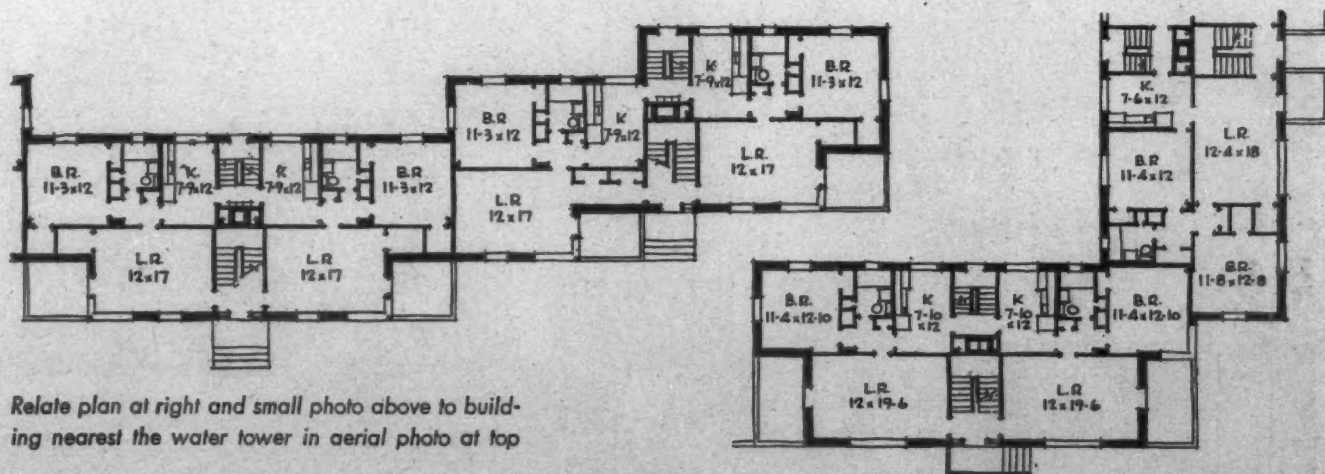 B.R.
11-3x12
K.
7-9x12
K
7-9x12
B.R.
11-3x12
L.R.
12x17
L.R.
12x17
B.R.
11-3x12
K
7-9x12
L.R
12x17
K.
7-9x12
B.R.
11-3x12
L.R.
12x17
K.
7-6x12
L.R.
12-4x18
B.R
11-4x12
B.R.
11-8x12-8
B.R.
11-4x12-10
K
7-10
x12
K
7-10
x12
B.R.
11-4x12-10
L.R
12x19-6
L.R
12x19-6
Relate plan at right and small photo above to build-
ing nearest the water tower in aerial photo at top